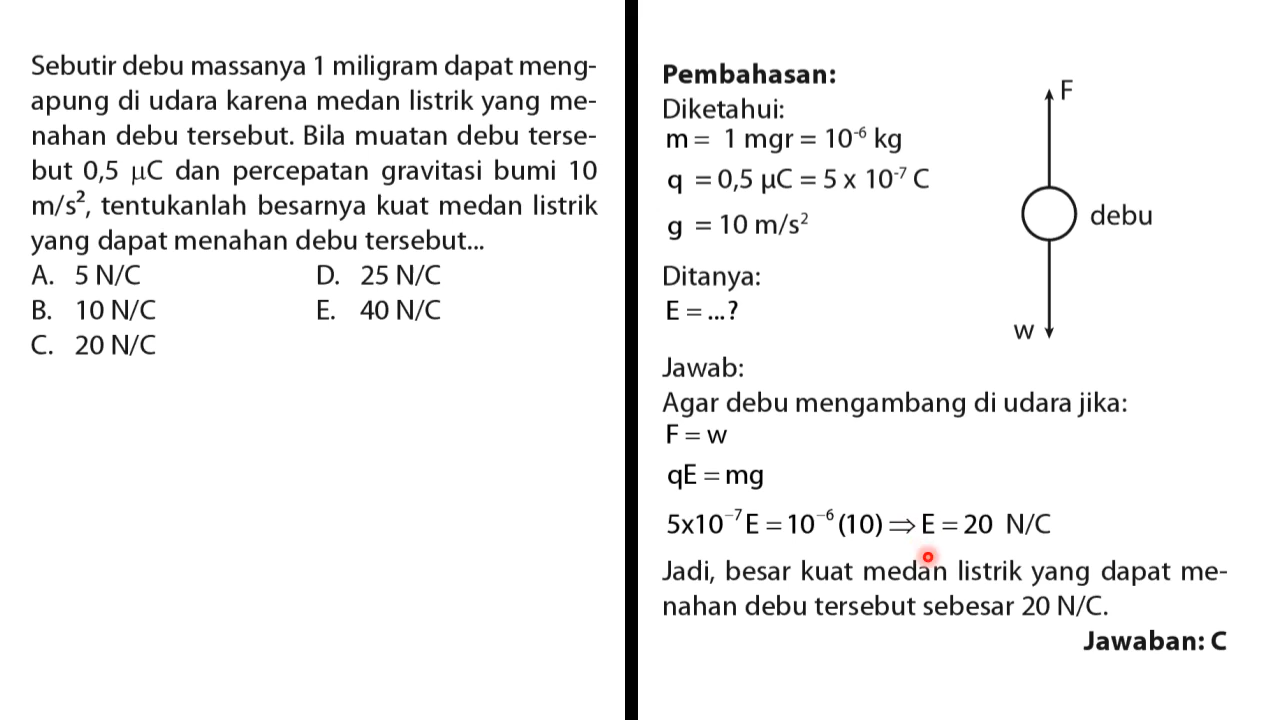 Sebutir debu massanya 1 miligram dapat meng-
apung di udara karena medan listrik yang me-
nahan debu tersebut. Bila muatan debu terse-
but 0,5 μC dan percepatan gravitasi bumi 10
m/s², tentukanlah besarnya kuat medan listrik
yang dapat menahan debu tersebut...
A. 5 N/C D. 25 N/C
B. 10 N/C E. 40 N/C
C. 20 N/C
Pembahasan:
Diketahui:
m = 1 mgr = 10⁻⁶ kg
q = 0,5 μC = 5 x 10⁻⁷ C
g = 10 m/s²
Ditanya:
E = ...?
F
debu
w
Jawab:
Agar debu mengambang di udara jika:
F = w
qE = mg
5x10⁻⁷E = 10⁻⁶(10) ⇒ E = 20 N/C
Jadi, besar kuat medan listrik yang dapat me-
nahan debu tersebut sebesar 20 N/C.
Jawaban: C